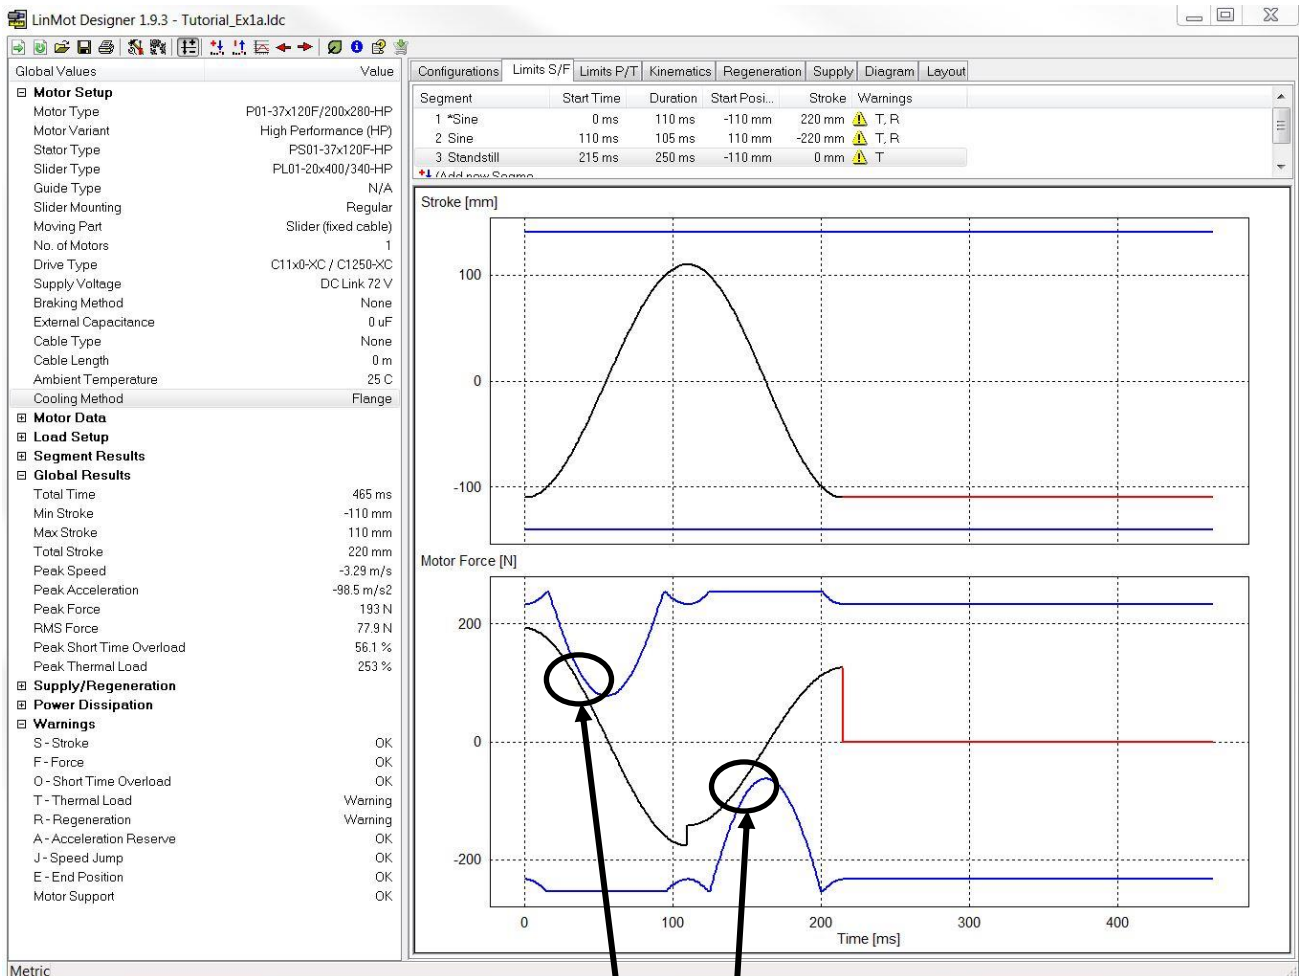 LinMot Designer 1.9.3 - Tutorial_Ex1a.ldc
Global Values Value
Motor Setup
Motor Type P01-37x120F/200x280-HP
Motor Variant High Performance (HP)
Stator Type PS01-37x120F-HP
Slider Type PL01-20x400/340-HP
Guide Type N/A
Slider Mounting Regular
Moving Part Slider (fixed cable)
No. of Motors 1
Drive Type C11x0-XC / C1250-XC
Supply Voltage DC Link 72 V
Braking Method None
External Capacitance 0 uF
Cable Type None
Cable Length 0 m
Ambient Temperature 25 C
Cooling Method Flange
Motor Data
Load Setup
Segment Results
Global Results
Total Time 465 ms
Min Stroke -110 mm
Max Stroke 110 mm
Total Stroke 220 mm
Peak Speed -3.29 m/s
Peak Acceleration -98.5 m/s2
Peak Force 193 N
RMS Force 77.9 N
Peak Short Time Overload 56.1 %
Peak Thermal Load 253 %
Supply/Regeneration
Power Dissipation
Warnings
S - Stroke OK
F - Force OK
O - Short Time Overload OK
T - Thermal Load Warning
R - Regeneration Warning
A - Acceleration Reserve OK
J - Speed Jump OK
E - End Position OK
Motor Support OK
Configurations Limits S/F Limits P/T Kinematics Regeneration Supply Diagram Layout
Segment Start Time Duration Start Posi... Stroke Warnings
1 *Sine 0 ms 110 ms -110 mm 220 mm T, R
2 Sine 110 ms 105 ms 110 mm -220 mm T, R
3 Standstill 215 ms 250 ms -110 mm 0 mm T
(Add new Segme
Stroke [mm]
100
0
-100
Motor Force [N]
200
0
-200
0 100 200 300 400
Time [ms]
Metric